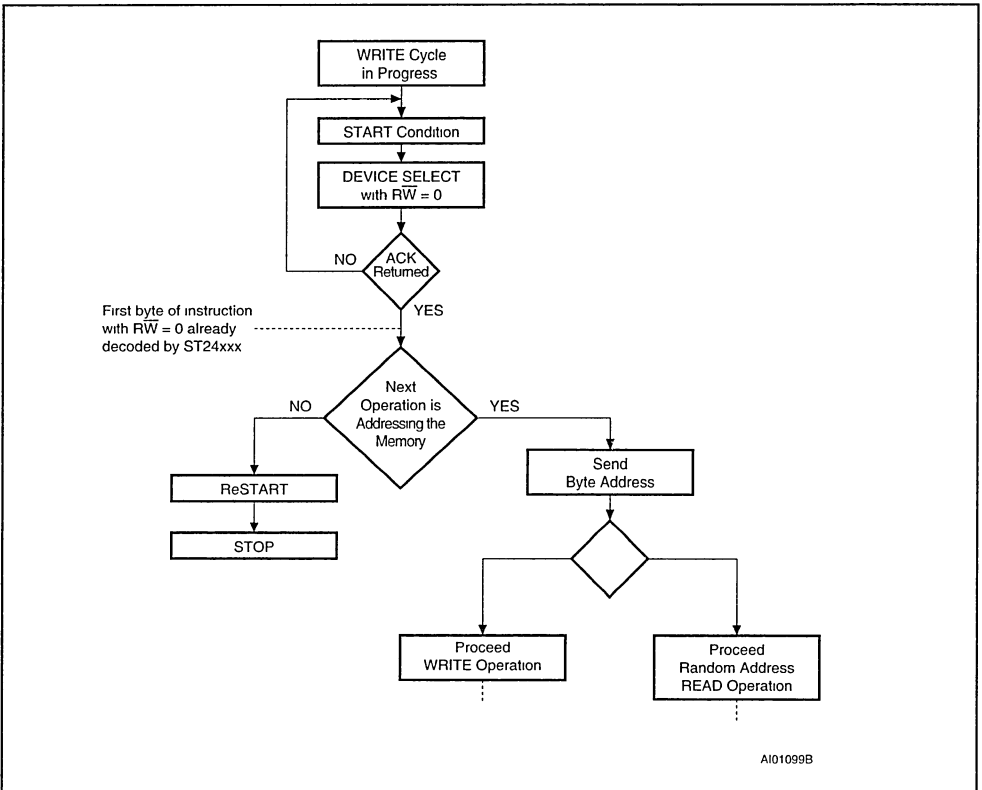 WRITE Cycle
in Progress
START Condition
DEVICE SELECT
with RW̅ = 0
NO
ACK
Returned
YES
First byte of instruction
with RW̅ = 0 already
decoded by ST24xxx
NO
Next
Operation is
Addressing the
Memory
YES
Send
Byte Address
ReSTART
STOP
Proceed
WRITE Operation
Proceed
Random Address
READ Operation
AI01099B